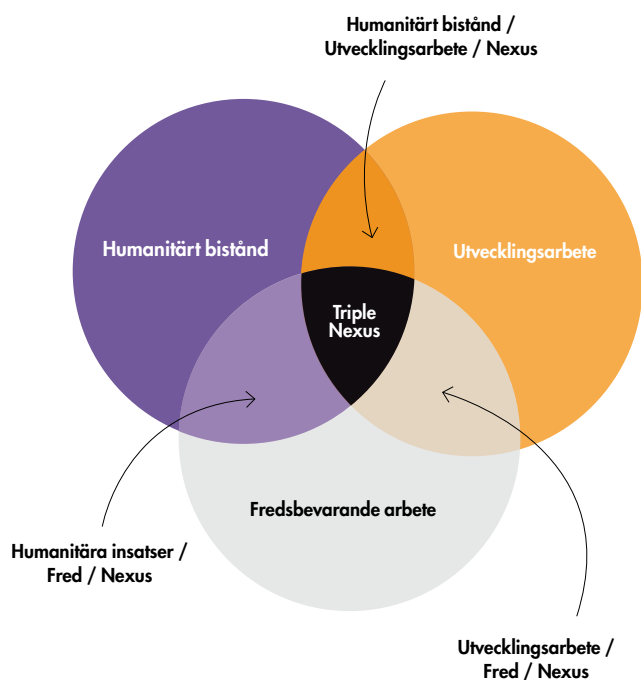 Humanitärt bistånd /
Utvecklingsarbete / Nexus
Humanitärt bistånd
Utvecklingsarbete
Triple
Nexus
Fredsbevarande arbete
Humanitära insatser /
Fred / Nexus
Utvecklingsarbete /
Fred / Nexus